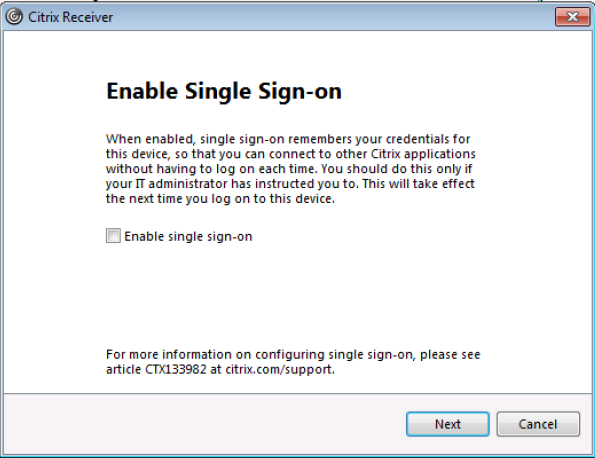 Citrix Receiver
Enable Single Sign-on
When enabled, single sign-on remembers your credentials for
this device, so that you can connect to other Citrix applications
without having to log on each time. You should do this only if
your IT administrator has instructed you to. This will take effect
the next time you log on to this device.
Enable single sign-on
For more information on configuring single sign-on, please see
article CTX133982 at citrix.com/support.
Next
Cancel